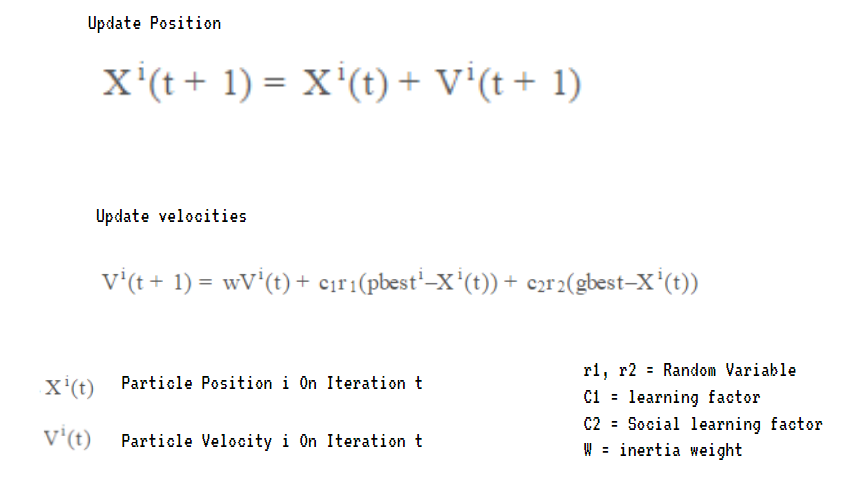 Update Position
Xⁱ(t + 1) = Xⁱ(t) + Vⁱ(t + 1)
Update velocities
Vⁱ(t + 1) = wVⁱ(t) + c₁r₁(pbestⁱ–Xⁱ(t)) + c₂r₂(gbest–Xⁱ(t))
Xⁱ(t) Particle Position i On Iteration t
Vⁱ(t) Particle Velocity i On Iteration t
r1, r2 = Random Variable
C1 = learning factor
C2 = Social learning factor
W = inertia weight